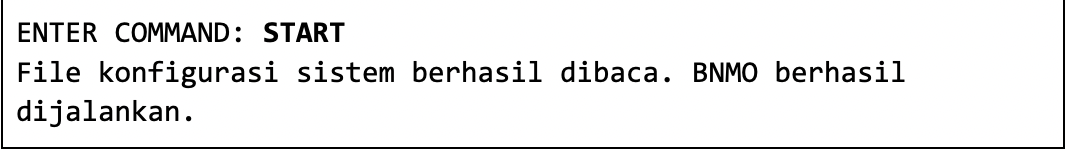 ENTER COMMAND: START
File konfigurasi sistem berhasil dibaca. BNMO berhasil
dijalankan.